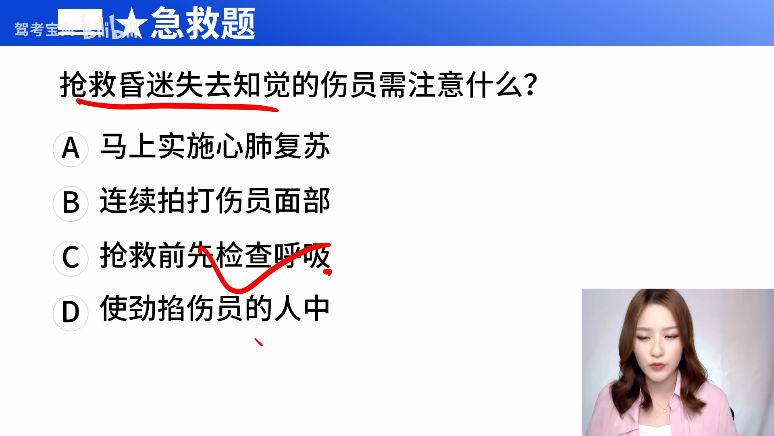 驾考宝典 bilibili
★急救题
抢救昏迷失去知觉的伤员需注意什么?
A 马上实施心肺复苏
B 连续拍打伤员面部
C 抢救前先检查呼吸
D 使劲掐伤员的人中